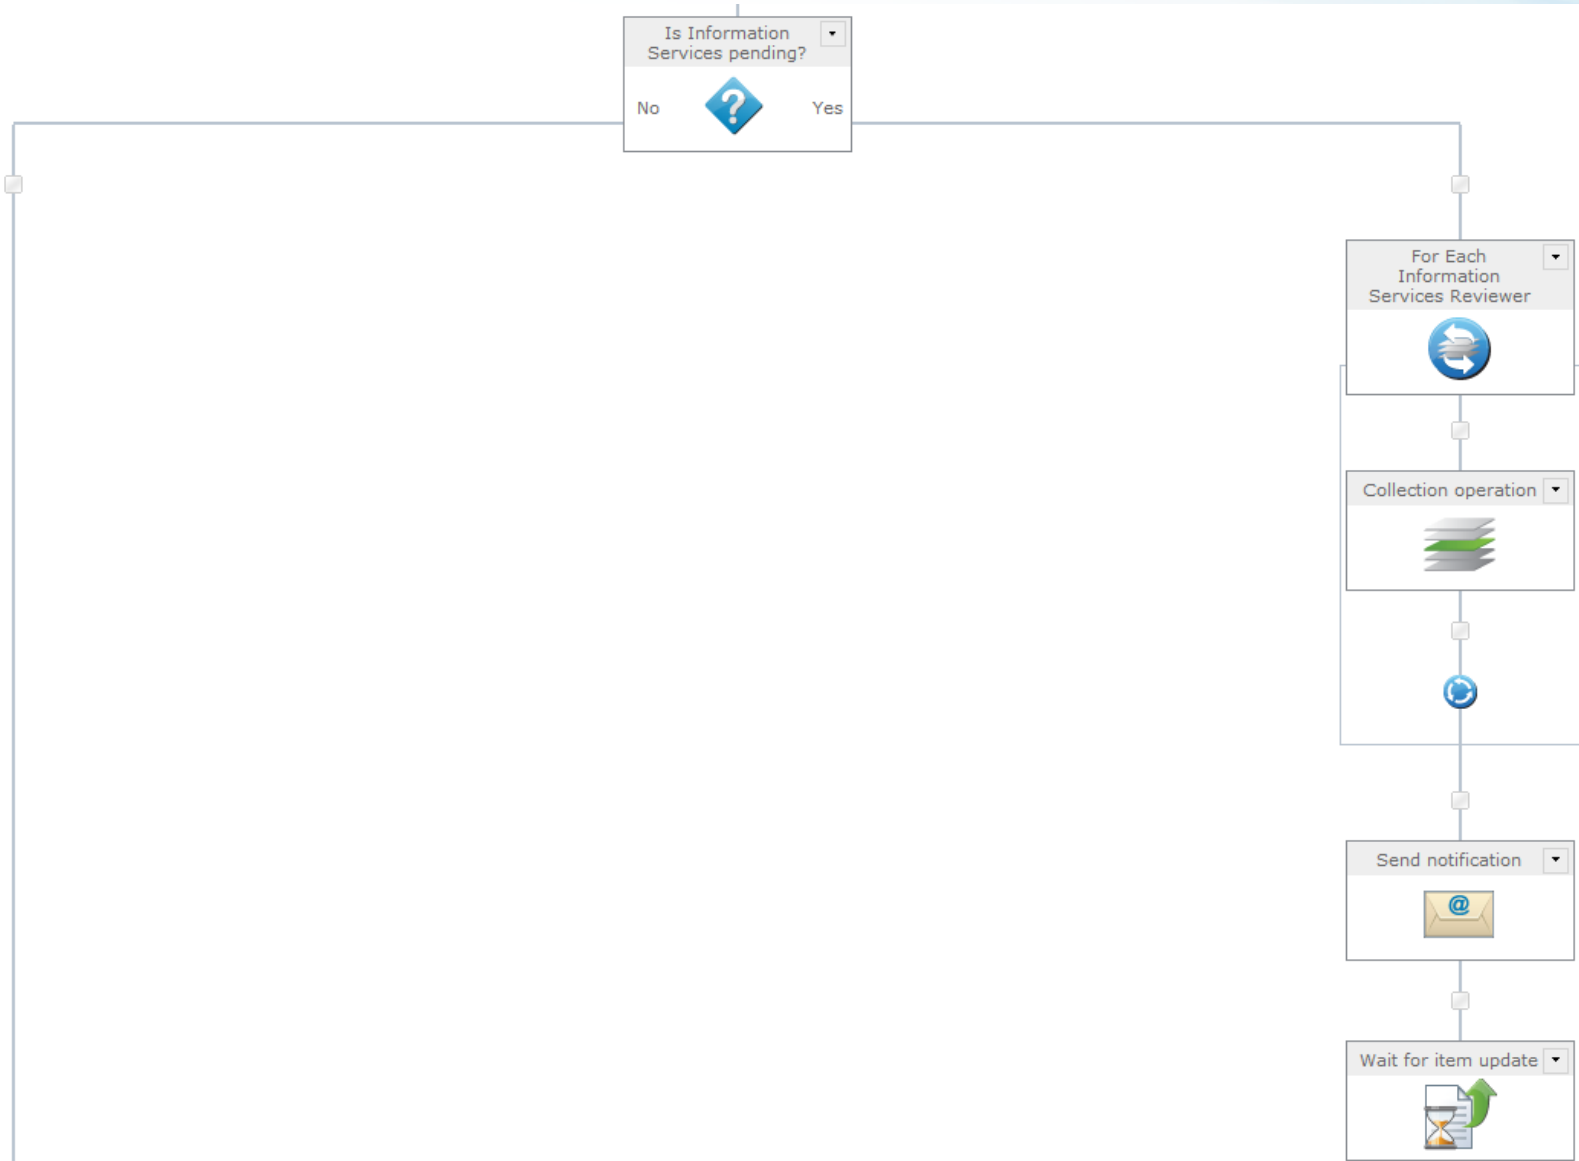 Is Information
Services pending?
No
Yes
For Each
Information
Services Reviewer
Collection operation
Send notification
@
Wait for item update